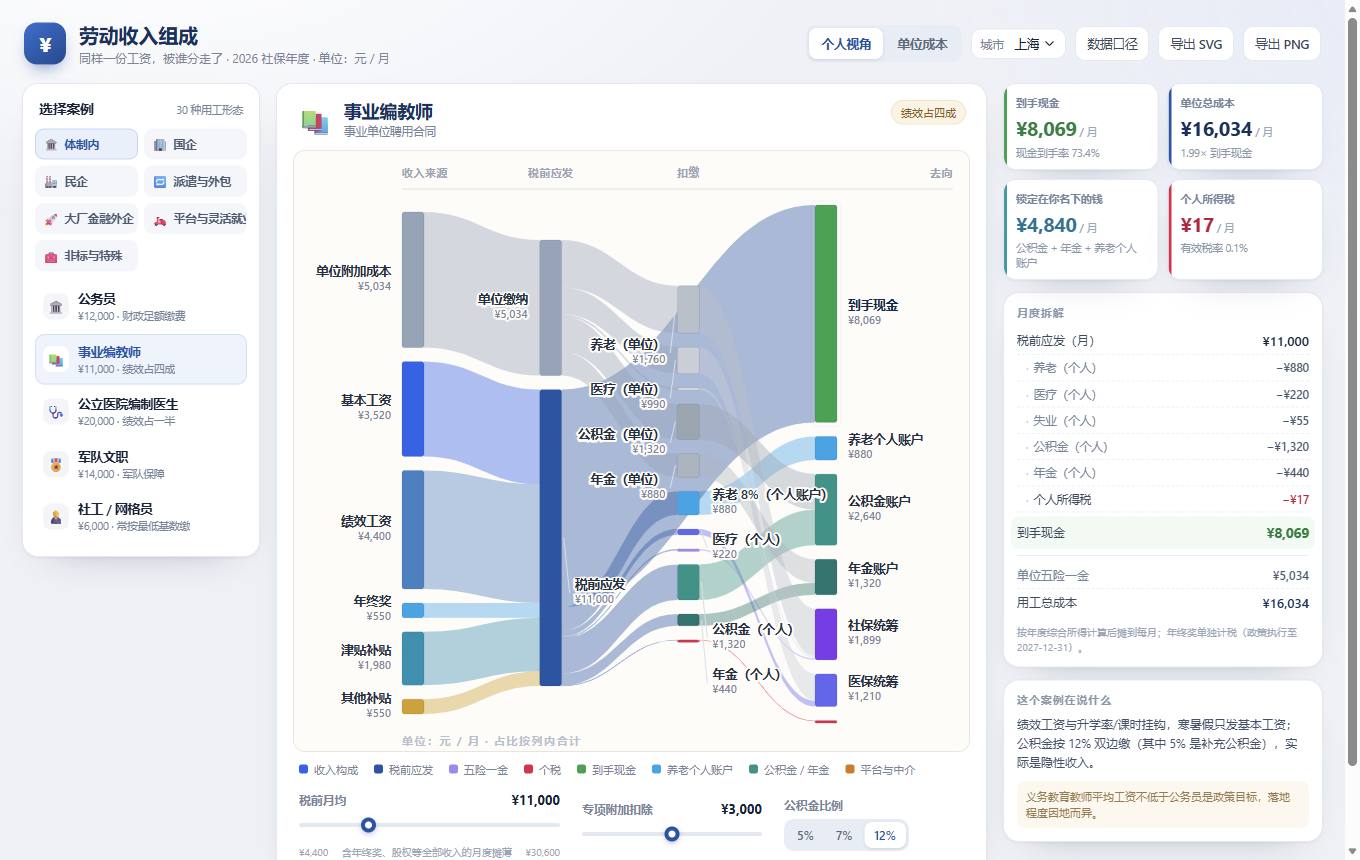 ¥
劳动收入组成
同样一份工资，被谁分走了 · 2026 社保年度 · 单位：元 / 月
个人视角
单位成本
城市 上海
数据口径
导出 SVG
导出 PNG
选择案例
30 种用工形态
体制内
国企
民企
派遣与外包
大厂金融外企
平台与灵活就业
非标与特殊
公务员
¥12,000 · 财政足额缴费
事业编教师
¥11,000 · 绩效占四成
公立医院编制医生
¥20,000 · 绩效占一半
军队文职
¥14,000 · 军队保障
社工 / 网格员
¥6,000 · 常按最低基数缴
事业编教师
事业单位聘用合同
绩效占四成
收入来源
税前应发
扣缴
去向
单位附加成本
¥5,034
基本工资
¥3,520
绩效工资
¥4,400
年终奖
¥550
津贴补贴
¥1,980
其他补贴
¥550
单位缴纳
¥5,034
税前应发
¥11,000
养老（单位）
¥1,760
医疗（单位）
¥990
公积金（单位）
¥1,320
年金（单位）
¥880
养老 8%（个人账户）
¥880
医疗（个人）
¥220
公积金（个人）
¥1,320
年金（个人）
¥440
到手现金
¥8,069
养老个人账户
¥880
公积金账户
¥2,640
年金账户
¥1,320
社保统筹
¥1,899
医保统筹
¥1,210
单位：元 / 月 · 占比按列内合计
收入构成
税前应发
五险一金
个税
到手现金
养老个人账户
公积金 / 年金
平台与中介
税前月均
¥11,000
¥4,400
含年终奖、股权等全部收入的月度摊薄
¥30,600
专项附加扣除
¥3,000
公积金比例
5%
7%
12%
到手现金
¥8,069 / 月
现金到手率 73.4%
单位总成本
¥16,034 / 月
1.99× 到手现金
锁定在你名下的钱
¥4,840 / 月
公积金 + 年金 + 养老个人
账户
个人所得税
¥17 / 月
有效税率 0.1%
月度拆解
税前应发（月） ¥11,000
· 养老（个人） −¥880
· 医疗（个人） −¥220
· 失业（个人） −¥55
· 公积金（个人） −¥1,320
· 年金（个人） −¥440
· 个人所得税 −¥17
到手现金 ¥8,069
单位五险一金 ¥5,034
用工总成本 ¥16,034
按年度综合所得计算后摊到每月；年终奖单独计税（政策执行至
2027-12-31）。
这个案例在说什么
绩效工资与升学率/课时挂钩，寒暑假只发基本工资；
公积金按 12% 双边缴（其中 5% 是补充公积金），实
际是隐性收入。
义务教育教师平均工资不低于公务员是政策目标，落地
程度因地而异。